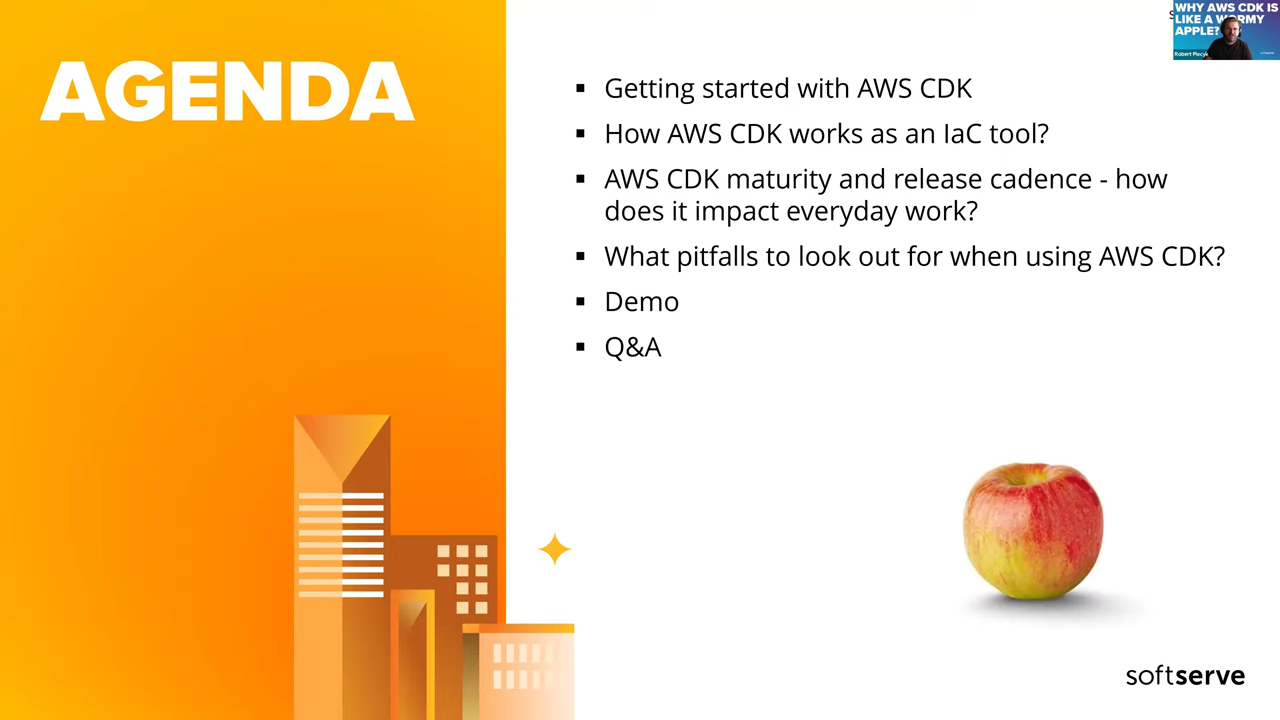 AGENDA
▪ Getting started with AWS CDK
▪ How AWS CDK works as an IaC tool?
▪ AWS CDK maturity and release cadence - how
does it impact everyday work?
▪ What pitfalls to look out for when using AWS CDK?
▪ Demo
▪ Q&A
WHY AWS CDK IS
LIKE A WORMY
APPLE?
softserve